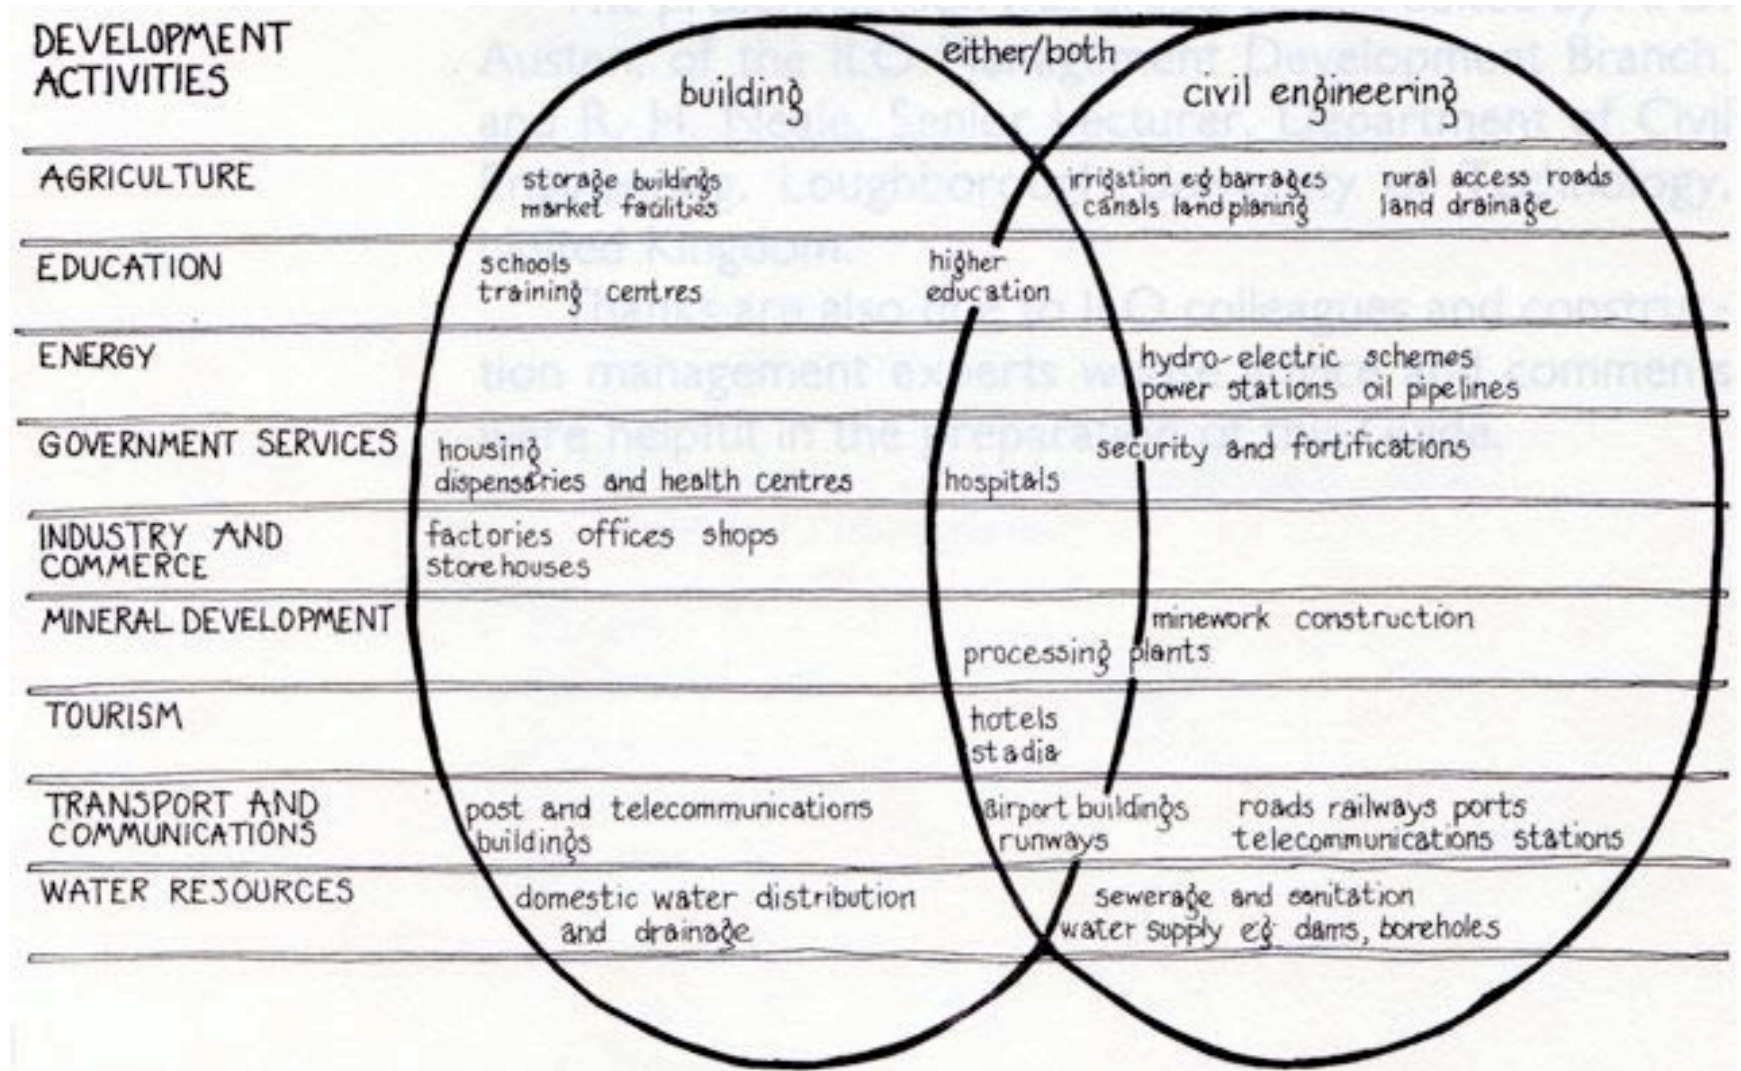 DEVELOPMENT
ACTIVITIES
either/both
building
civil engineering
AGRICULTURE
storage buildings
market facilities
irrigation eg barrages
canals land planing
rural access roads
land drainage
EDUCATION
schools
training centres
higher
education
ENERGY
hydro-electric schemes
power stations oil pipelines
GOVERNMENT SERVICES
housing
dispensaries and health centres
hospitals
security and fortifications
INDUSTRY AND
COMMERCE
factories offices shops
storehouses
MINERAL DEVELOPMENT
minework construction
processing plants
TOURISM
hotels
stadia
TRANSPORT AND
COMMUNICATIONS
post and telecommunications
buildings
airport buildings
runways
roads railways ports
telecommunications stations
WATER RESOURCES
domestic water distribution
and drainage
sewerage and sanitation
water supply eg dams, boreholes